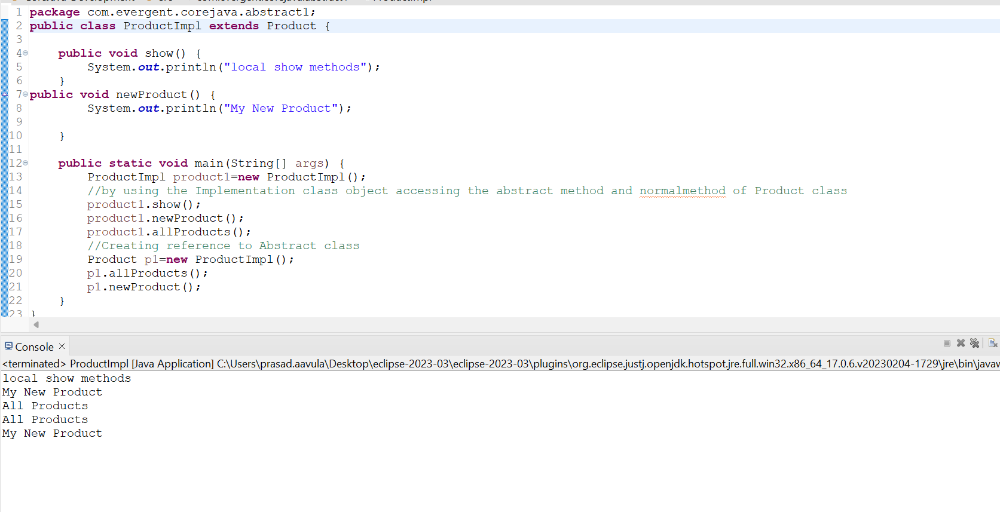 1 package com.evergent.corejava.abstract1;
2 public class ProductImpl extends Product {
3
4 public void show() {
5 System.out.println("local show methods");
6 }
7 public void newProduct() {
8 System.out.println("My New Product");
9
10 }
11
12 public static void main(String[] args) {
13 ProductImpl product1=new ProductImpl();
14 //by using the Implementation class object accessing the abstract method and normalmethod of Product class
15 product1.show();
16 product1.newProduct();
17 product1.allProducts();
18 //Creating reference to Abstract class
19 Product p1=new ProductImpl();
20 p1.allProducts();
21 p1.newProduct();
22 }
23 }
Console
<terminated> ProductImpl [Java Application] C:\Users\prasad.aavula\Desktop\eclipse-2023-03\eclipse-2023-03\plugins\org.eclipse.justj.openjdk.hotspot.jre.full.win32.x86_64_17.0.6.v20230204-1729\jre\bin\javaw
local show methods
My New Product
All Products
All Products
My New Product